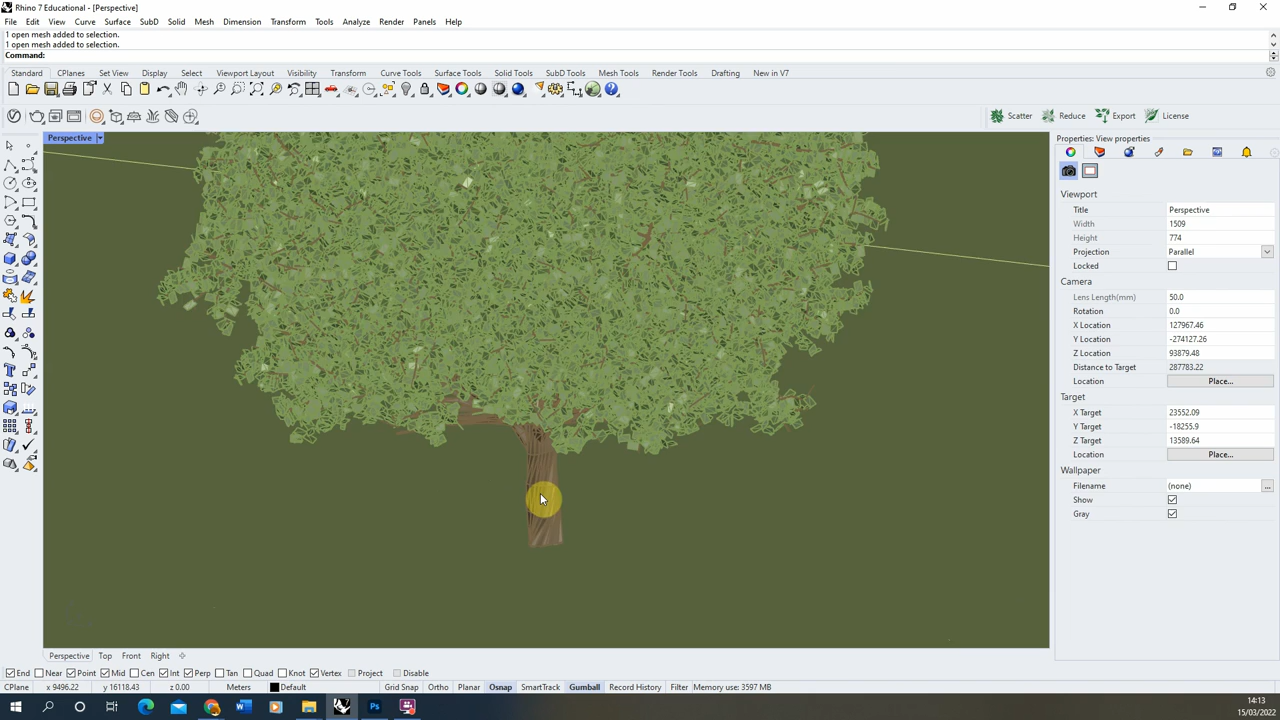 Rhino 7 Educational - [Perspective]
File Edit View Curve Surface SubD Solid Mesh Dimension Transform Tools Analyze Render Panels Help
1 open mesh added to selection.
1 open mesh added to selection.
Command:
Standard CPlanes Set View Display Select Viewport Layout Visibility Transform Curve Tools Surface Tools Solid Tools SubD Tools Mesh Tools Render Tools Drafting New in V7
Scatter Reduce Export License
Perspective
Properties: View properties
Viewport
Title Perspective
Width 1509
Height 774
Projection Parallel
Locked
Camera
Lens Length(mm) 50.0
Rotation 0.0
X Location 127967.46
Y Location -274127.26
Z Location 93879.48
Distance to Target 287783.22
Location Place...
Target
X Target 23552.09
Y Target -18255.9
Z Target 13589.64
Location Place...
Wallpaper
Filename (none) ...
Show
Gray
Perspective Top Front Right
End Near Point Mid Cen Int Perp Tan Quad Knot Vertex Project Disable
CPlane x 9496.22 y 16118.43 z 0.00 Meters Default Grid Snap Ortho Planar Osnap SmartTrack Gumball Record History Filter Memory use: 3597 MB
14:13
15/03/2022